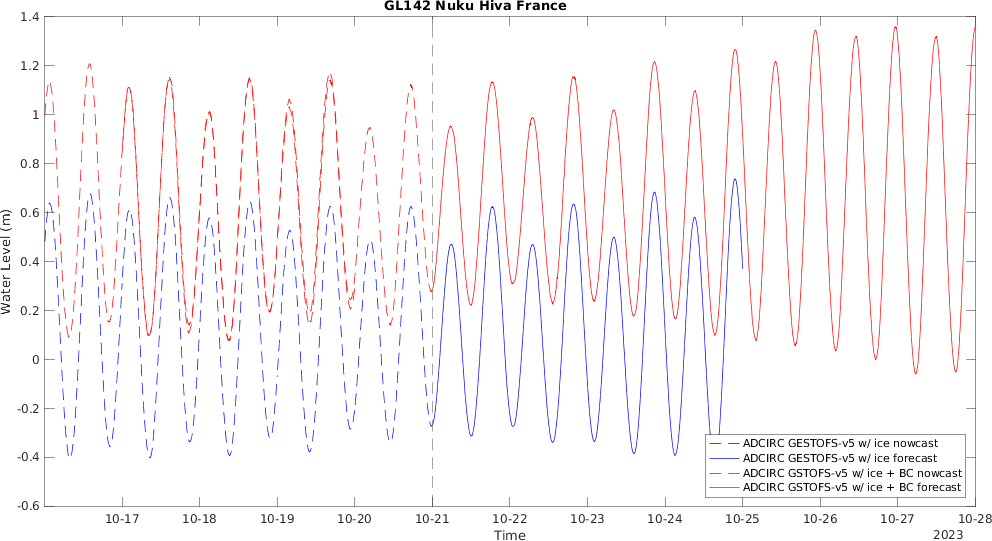 GL142 Nuku Hiva France
1.4
1.2
1
0.8
0.6
0.4
0.2
0
-0.2
-0.4
-0.6
Water Level (m)
ADCIRC GESTOFS-v5 w/ ice nowcast
ADCIRC GESTOFS-v5 w/ ice forecast
ADCIRC GSTOFS-v5 w/ ice + BC nowcast
ADCIRC GSTOFS-v5 w/ ice + BC forecast
10-17 10-18 10-19 10-20 10-21 10-22 10-23 10-24 10-25 10-26 10-27 10-28
Time
2023